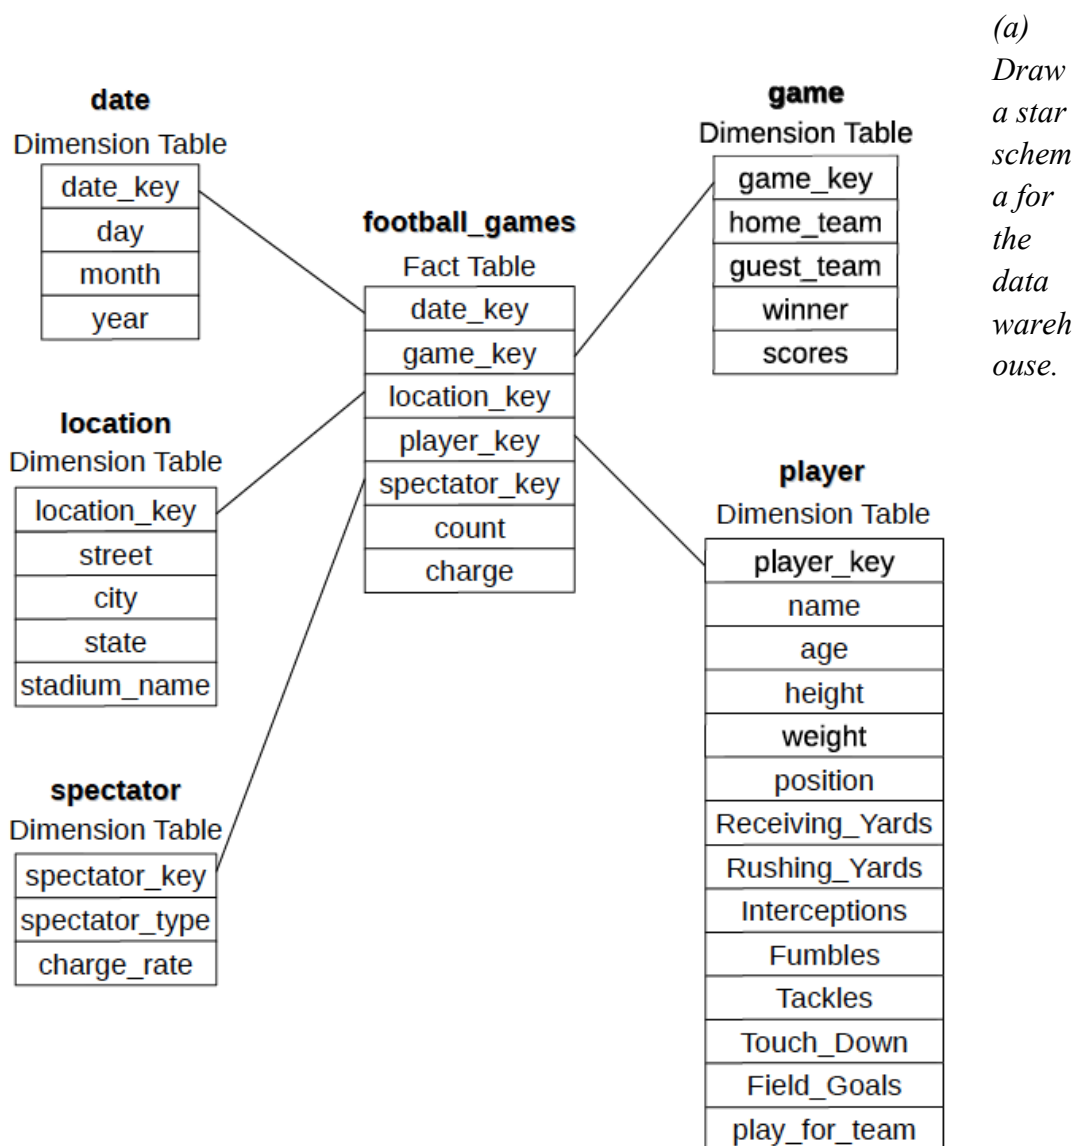 date
Dimension Table
date_key
day
month
year
location
Dimension Table
location_key
street
city
state
stadium_name
spectator
Dimension Table
spectator_key
spectator_type
charge_rate
football_games
Fact Table
date_key
game_key
location_key
player_key
spectator_key
count
charge
game
Dimension Table
game_key
home_team
guest_team
winner
scores
player
Dimension Table
player_key
name
age
height
weight
position
Receiving_Yards
Rushing_Yards
Interceptions
Fumbles
Tackles
Touch_Down
Field_Goals
play_for_team
(a)
Draw
a star
schem
a for
the
data
wareh
ouse.